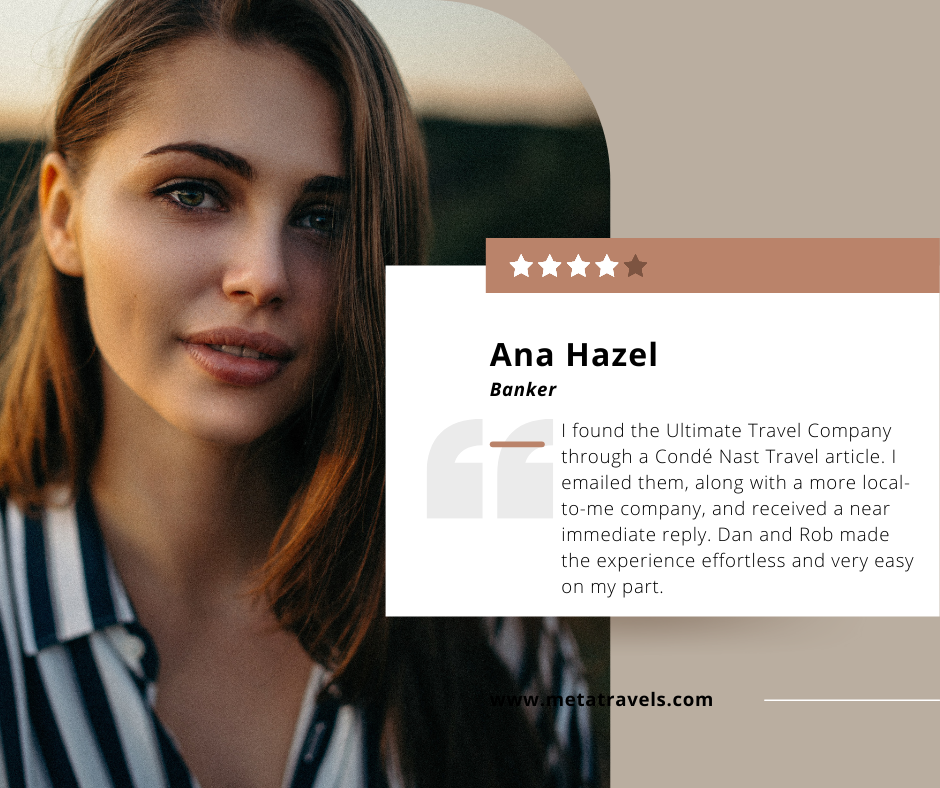 Ana Hazel
Banker
I found the Ultimate Travel Company
through a Condé Nast Travel article. I
emailed them, along with a more local-
to-me company, and received a near
immediate reply. Dan and Rob made
the experience effortless and very easy
on my part.
www.metatravels.com